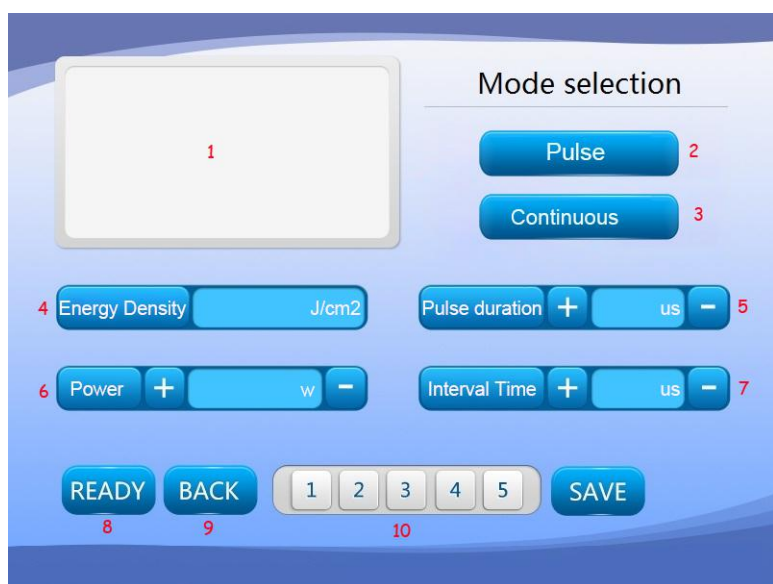 Mode selection
1
Pulse 2
Continuous 3
4 Energy Density J/cm2
Pulse duration + us − 5
6 Power + w −
Interval Time + us − 7
READY BACK 1 2 3 4 5 SAVE
8 9 10